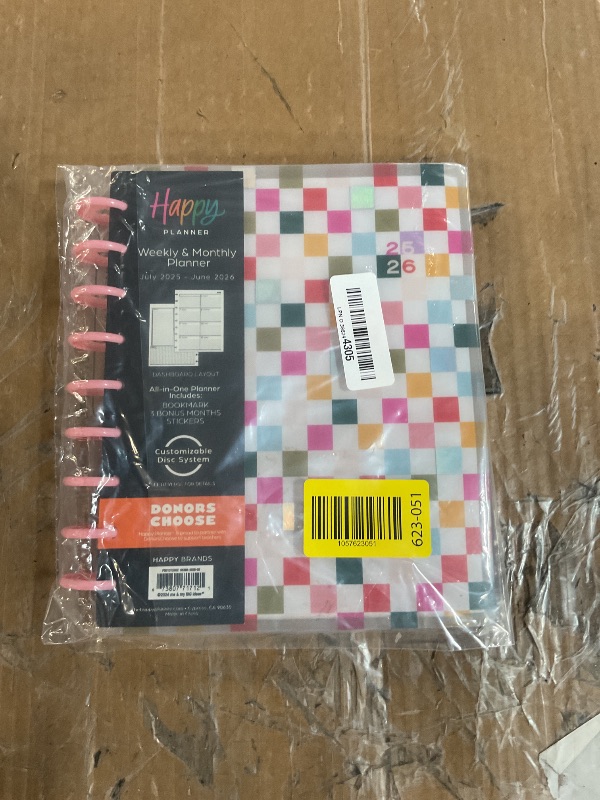 Happy
PLANNER
Weekly & Monthly
Planner
July 2025 - June 2026
DASHBOARD LAYOUT
All-in-One Planner
Includes:
BOOKMARK
3 BONUS MONTHS
STICKERS
Customizable
Disc System
DONORS
CHOOSE
HAPPY BRANDS
25
26
4305
623-051
1057623051